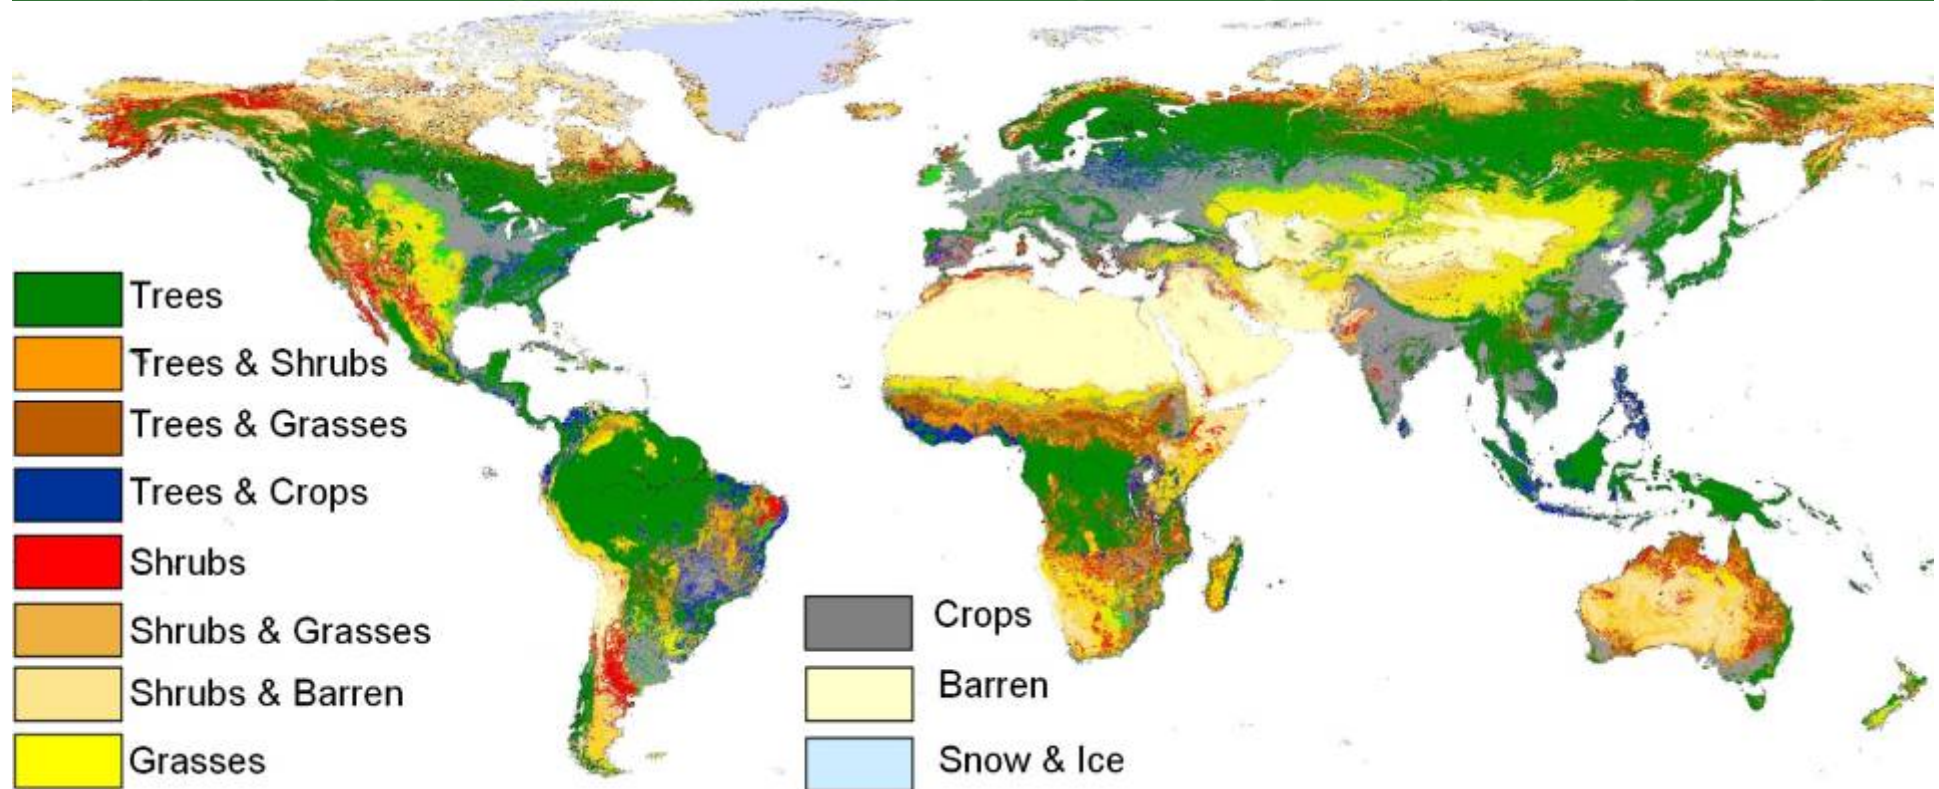 Trees
Trees & Shrubs
Trees & Grasses
Trees & Crops
Shrubs
Shrubs & Grasses
Shrubs & Barren
Grasses
Crops
Barren
Snow & Ice